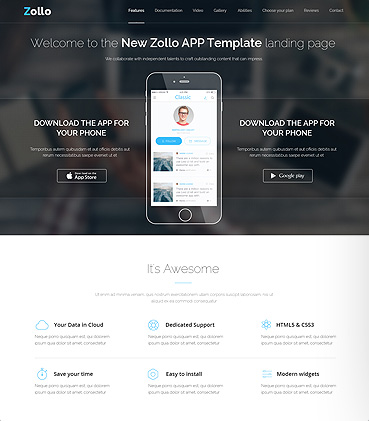 Zollo
Features Documentation Video Gallery Abilities Choose your plan Reviews Contact
Welcome to the New Zollo APP Template landing page
We collaborate with independent talents to craft outstanding content that can impress
Classic
DOWNLOAD THE APP FOR
YOUR PHONE
Temporibus autem quibusdam et aut officiis debitis aut
rerum necessitatibus saepe eveniet ut et
App Store
DOWNLOAD THE APP FOR
YOUR PHONE
Temporibus autem quibusdam et aut officiis debitis aut
rerum necessitatibus saepe eveniet ut et
Google play
It's Awesome
Ut enim ad minima veniam, quis nostrum exercitationem ullam corporis suscipit laboriosam, nisi ut
aliquid ex ea commodi consequatur
Your Data in Cloud
Neque porro quisquam est, qui dolorem
ipsum quia dolor sit amet, consectetur
Dedicated Support
Neque porro quisquam est, qui dolorem
ipsum quia dolor sit amet, consectetur
HTML5 & CSS3
Neque porro quisquam est, qui dolorem
ipsum quia dolor sit amet, consectetur
Save your time
Neque porro quisquam est, qui dolorem
ipsum quia dolor sit amet, consectetur
Easy to install
Neque porro quisquam est, qui dolorem
ipsum quia dolor sit amet, consectetur
Modern widgets
Neque porro quisquam est, qui dolorem
ipsum quia dolor sit amet, consectetur